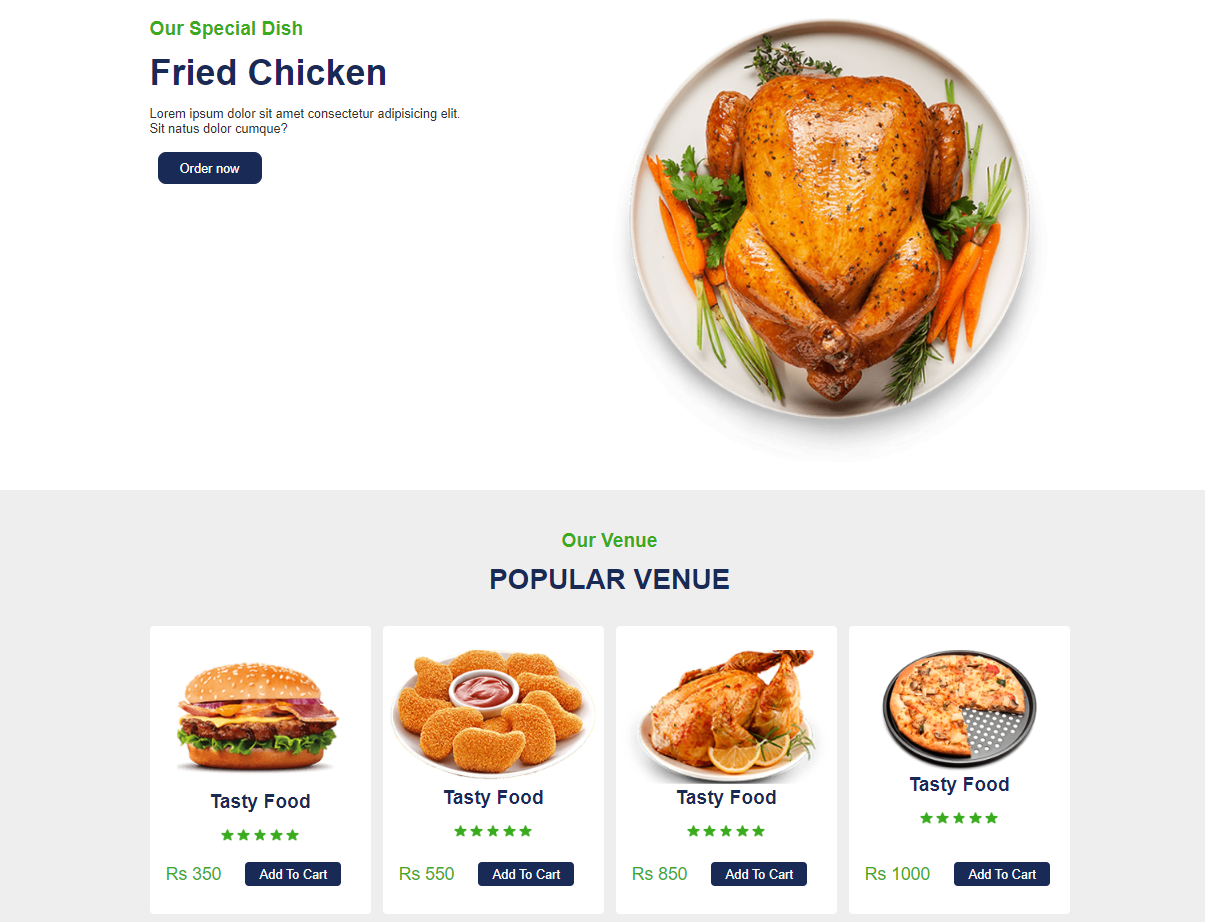 Our Special Dish
Fried Chicken
Lorem ipsum dolor sit amet consectetur adipisicing elit.
Sit natus dolor cumque?
Order now
Our Venue
POPULAR VENUE
Tasty Food
Rs 350
Add To Cart
Tasty Food
Rs 550
Add To Cart
Tasty Food
Rs 850
Add To Cart
Tasty Food
Rs 1000
Add To Cart